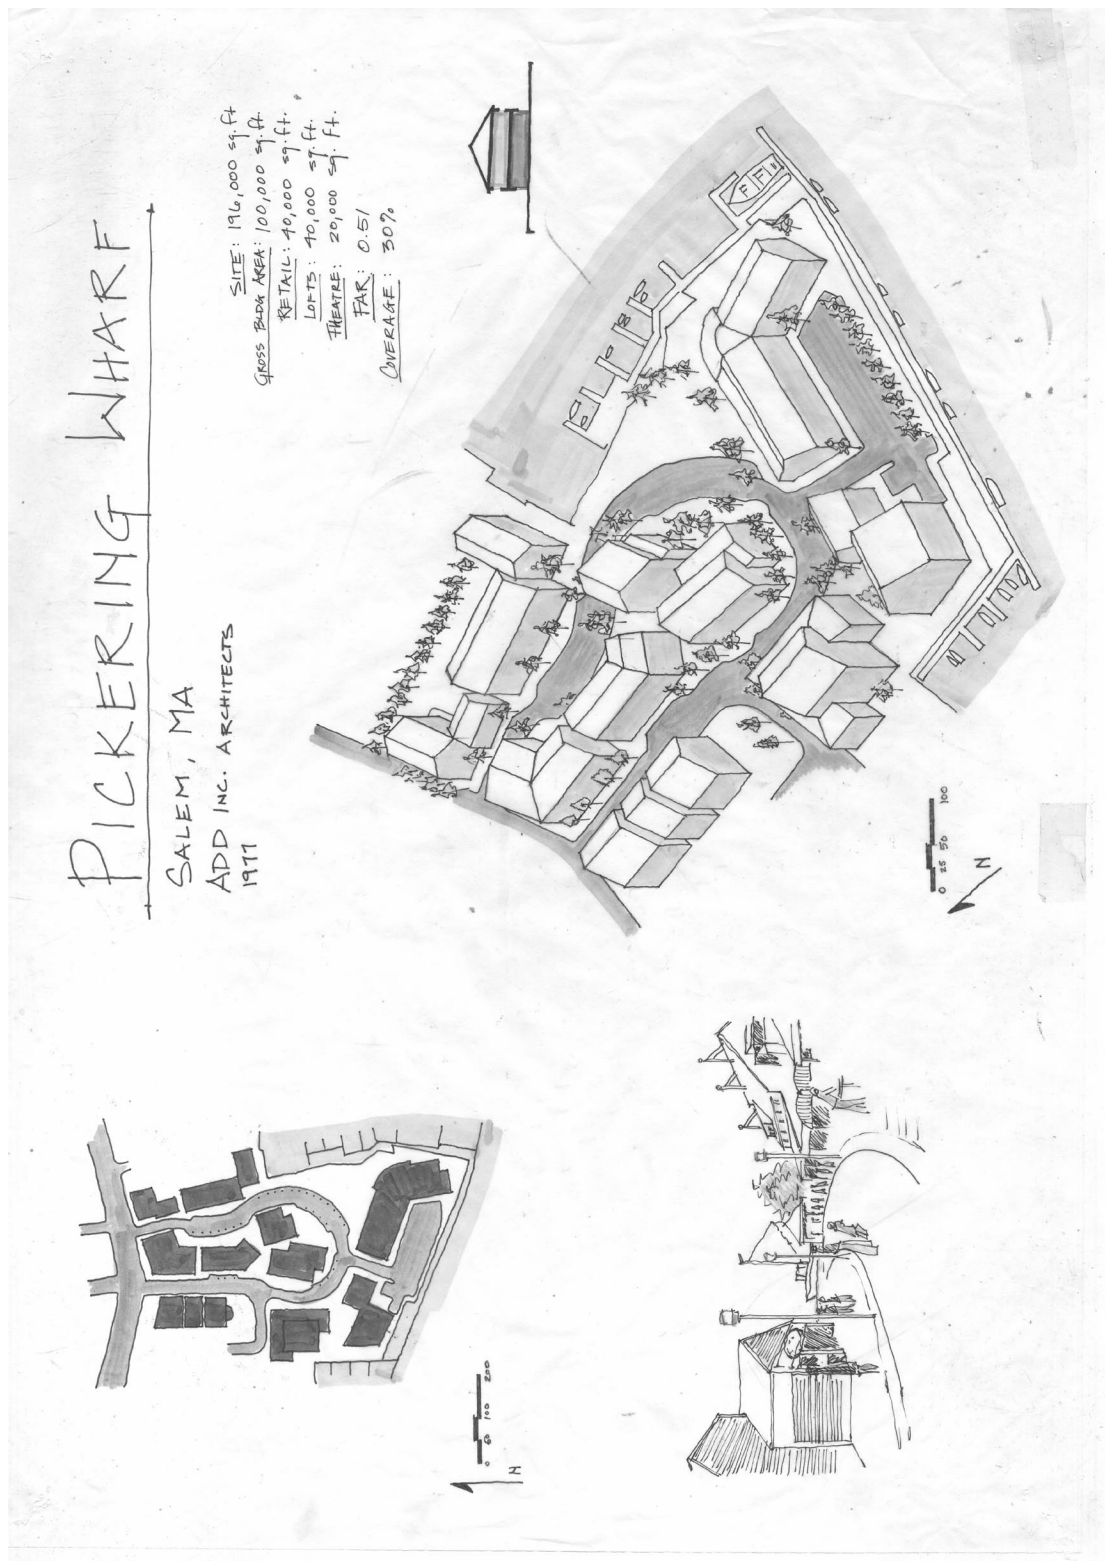 PICKERING WHARF
SALEM, MA
ADD INC. ARCHITECTS
1977
SITE: 196,000 sq. ft
GROSS BLDG AREA: 100,000 sq. ft.
RETAIL: 40,000 sq. ft.
LOFTS: 40,000 sq. ft.
THEATRE: 20,000 sq. ft.
FAR: 0.51
COVERAGE: 30%
0 50 100 200
N
0 25 50 100
N